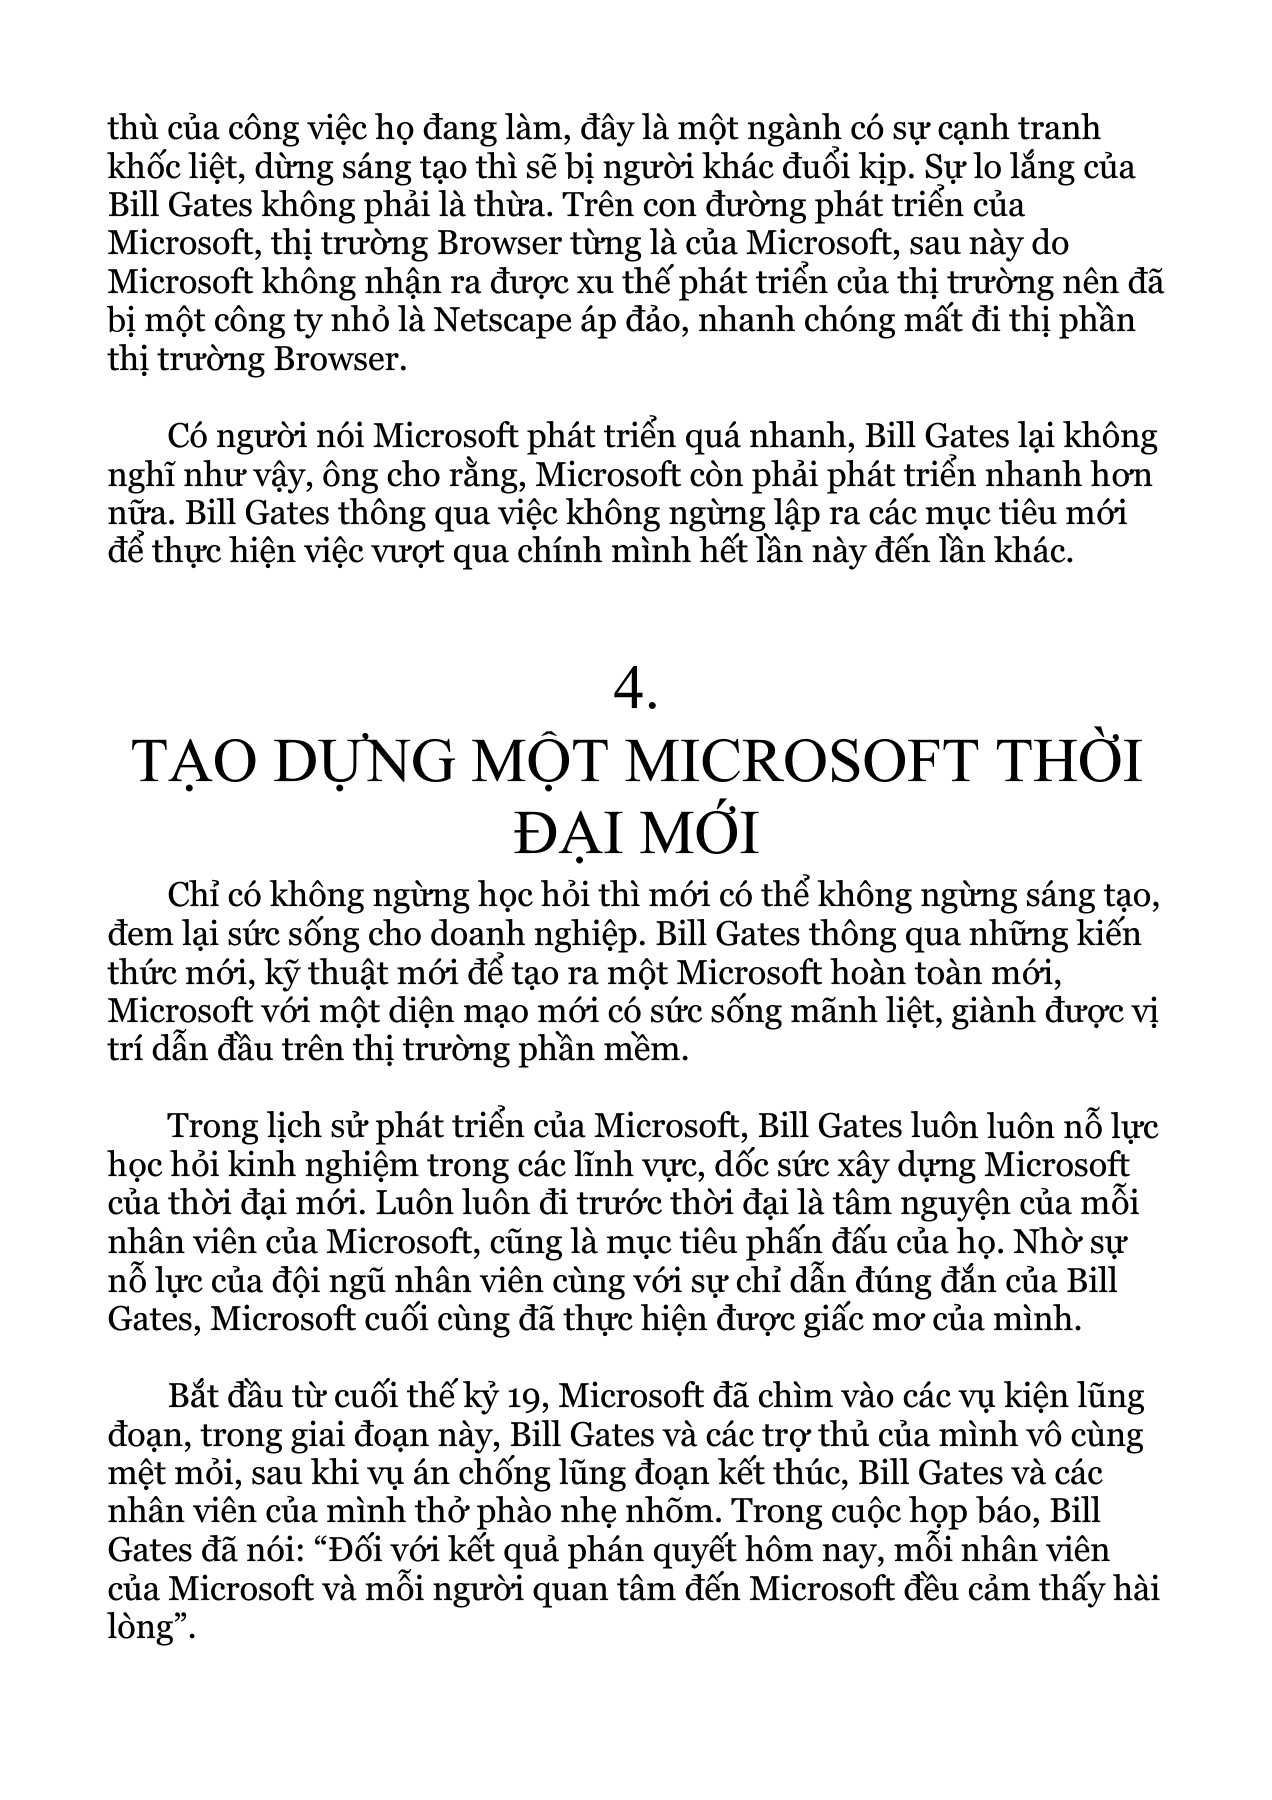 thù của công việc họ đang làm, đây là một ngành có sự cạnh tranh
khốc liệt, dừng sáng tạo thì sẽ bị người khác đuổi kịp. Sự lo lắng của
Bill Gates không phải là thừa. Trên con đường phát triển của
Microsoft, thị trường Browser từng là của Microsoft, sau này do
Microsoft không nhận ra được xu thế phát triển của thị trường nên đã
bị một công ty nhỏ là Netscape áp đảo, nhanh chóng mất đi thị phần
thị trường Browser.
Có người nói Microsoft phát triển quá nhanh, Bill Gates lại không
nghĩ như vậy, ông cho rằng, Microsoft còn phải phát triển nhanh hơn
nữa. Bill Gates thông qua việc không ngừng lập ra các mục tiêu mới
để thực hiện việc vượt qua chính mình hết lần này đến lần khác.
4.
TẠO DỰNG MỘT MICROSOFT THỜI
ĐẠI MỚI
Chỉ có không ngừng học hỏi thì mới có thể không ngừng sáng tạo,
đem lại sức sống cho doanh nghiệp. Bill Gates thông qua những kiến
thức mới, kỹ thuật mới để tạo ra một Microsoft hoàn toàn mới,
Microsoft với một diện mạo mới có sức sống mãnh liệt, giành được vị
trí dẫn đầu trên thị trường phần mềm.
Trong lịch sử phát triển của Microsoft, Bill Gates luôn luôn nỗ lực
học hỏi kinh nghiệm trong các lĩnh vực, dốc sức xây dựng Microsoft
của thời đại mới. Luôn luôn đi trước thời đại là tâm nguyện của mỗi
nhân viên của Microsoft, cũng là mục tiêu phấn đấu của họ. Nhờ sự
nỗ lực của đội ngũ nhân viên cùng với sự chỉ dẫn đúng đắn của Bill
Gates, Microsoft cuối cùng đã thực hiện được giấc mơ của mình.
Bắt đầu từ cuối thế kỷ 19, Microsoft đã chìm vào các vụ kiện lũng
đoạn, trong giai đoạn này, Bill Gates và các trợ thủ của mình vô cùng
mệt mỏi, sau khi vụ án chống lũng đoạn kết thúc, Bill Gates và các
nhân viên của mình thở phào nhẹ nhõm. Trong cuộc họp báo, Bill
Gates đã nói: “Đối với kết quả phán quyết hôm nay, mỗi nhân viên
của Microsoft và mỗi người quan tâm đến Microsoft đều cảm thấy hài
lòng”.